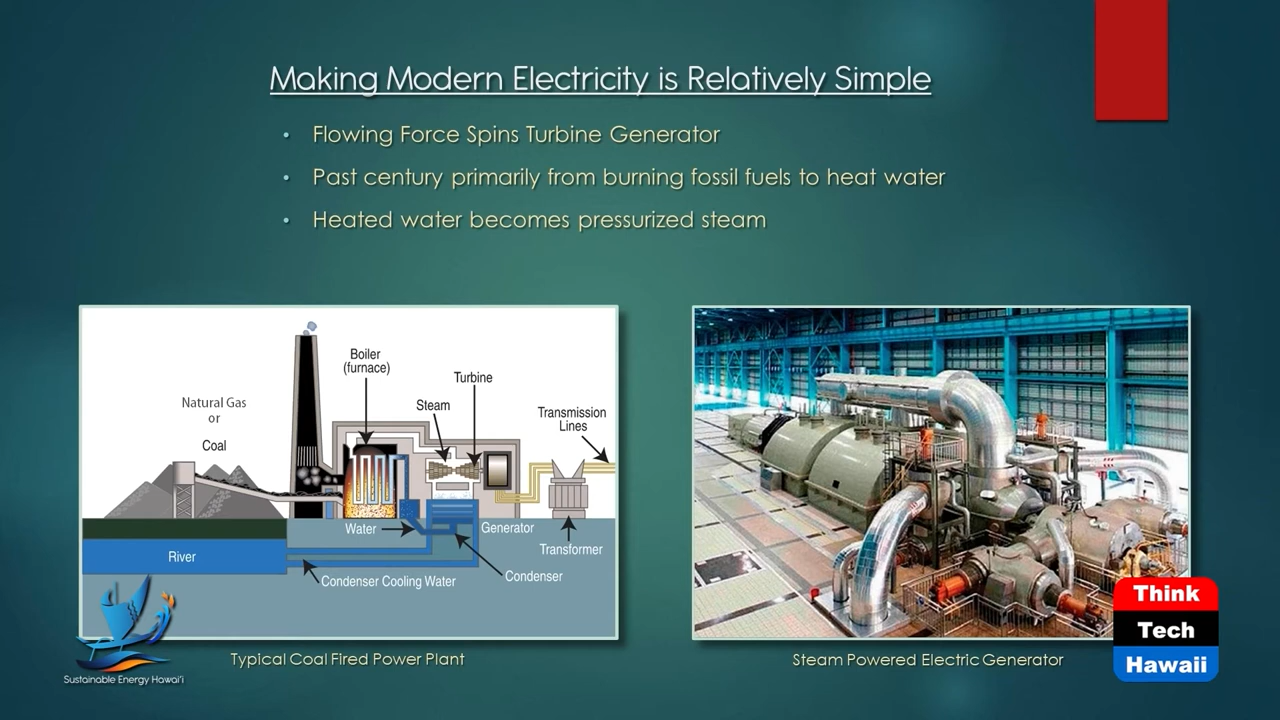 Making Modern Electricity is Relatively Simple
• Flowing Force Spins Turbine Generator
• Past century primarily from burning fossil fuels to heat water
• Heated water becomes pressurized steam
Boiler
(furnace)
Turbine
Natural Gas
or
Coal
Steam
Transmission
Lines
Water
Generator
Transformer
River
Condenser Cooling Water
Condenser
Typical Coal Fired Power Plant
Steam Powered Electric Generator
Sustainable Energy Hawai'i
Think
Tech
Hawaii